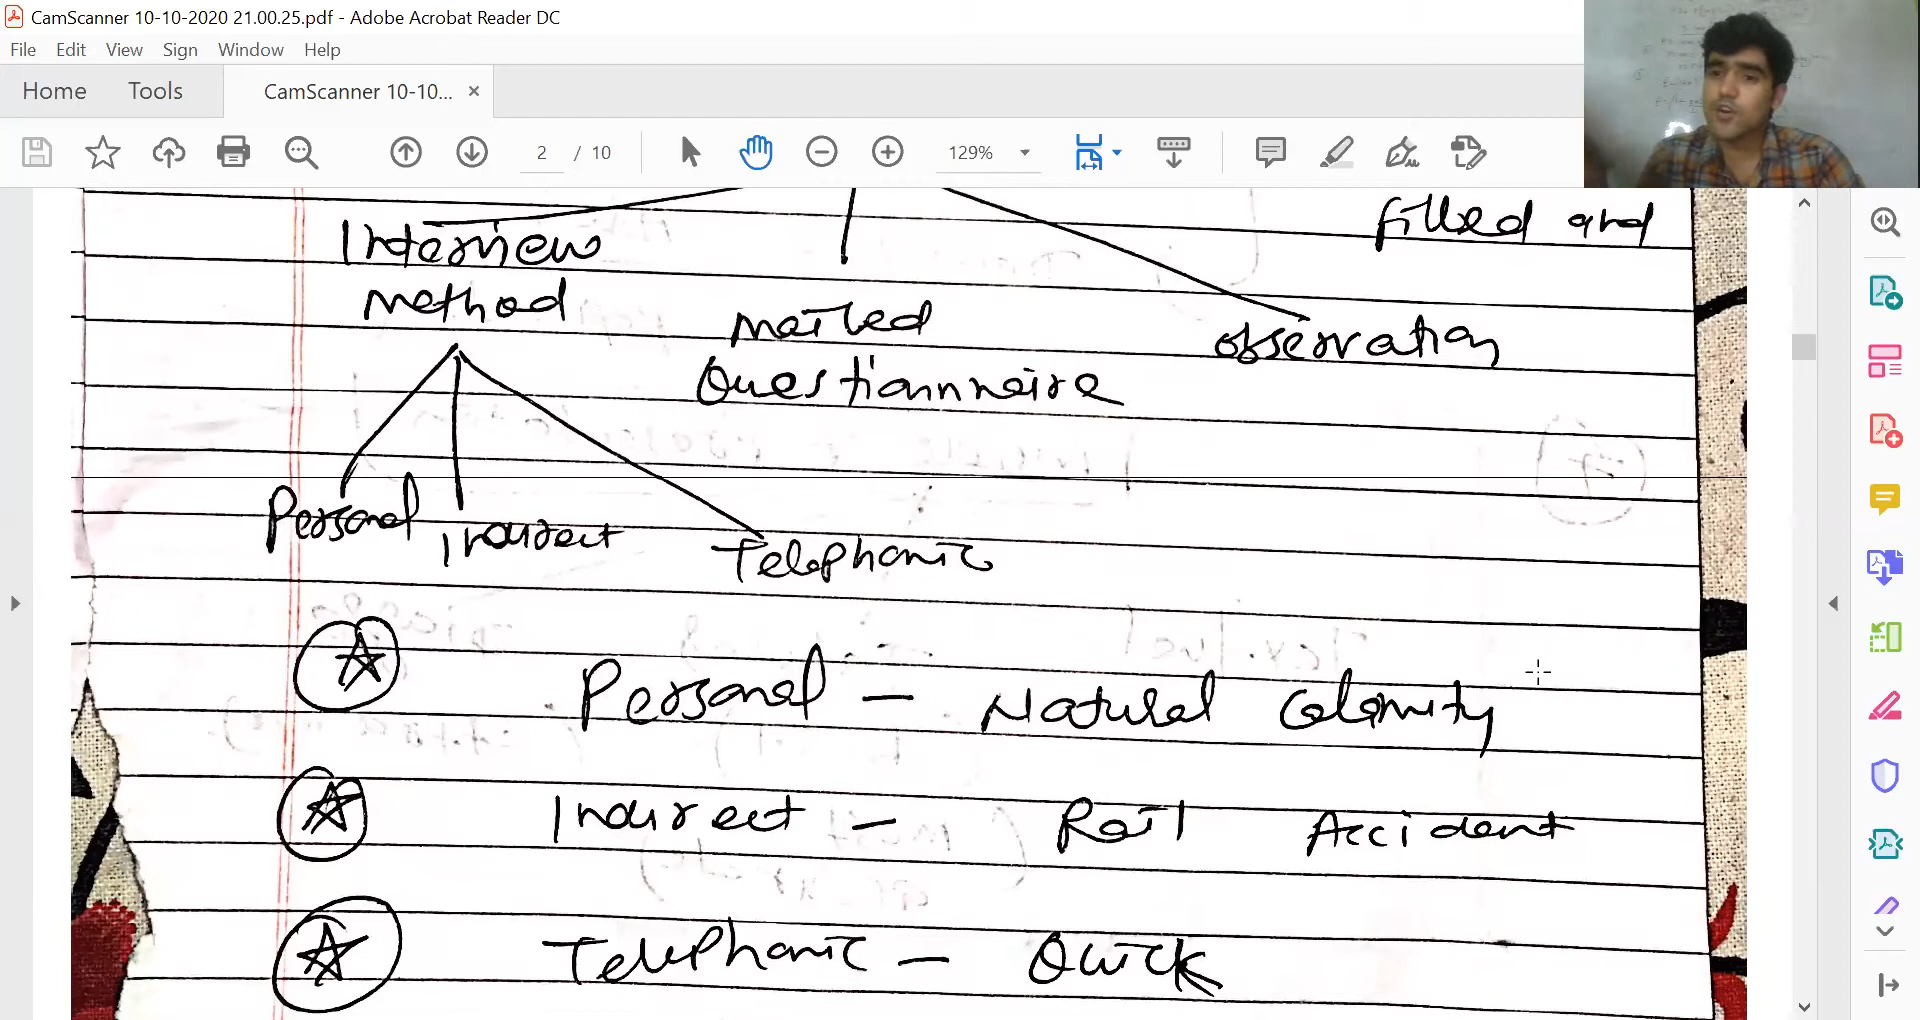 CamScanner 10-10-2020 21.00.25.pdf - Adobe Acrobat Reader DC
File Edit View Sign Window Help
Home Tools CamScanner 10-10... ×
2 / 10 129%
filled and
Interview
method
mailed
Questionnaire
observation
Personal Indirect Telephonic
Personal - Natural Calamity
Indirect - Rail Accident
Telephonic - Quick